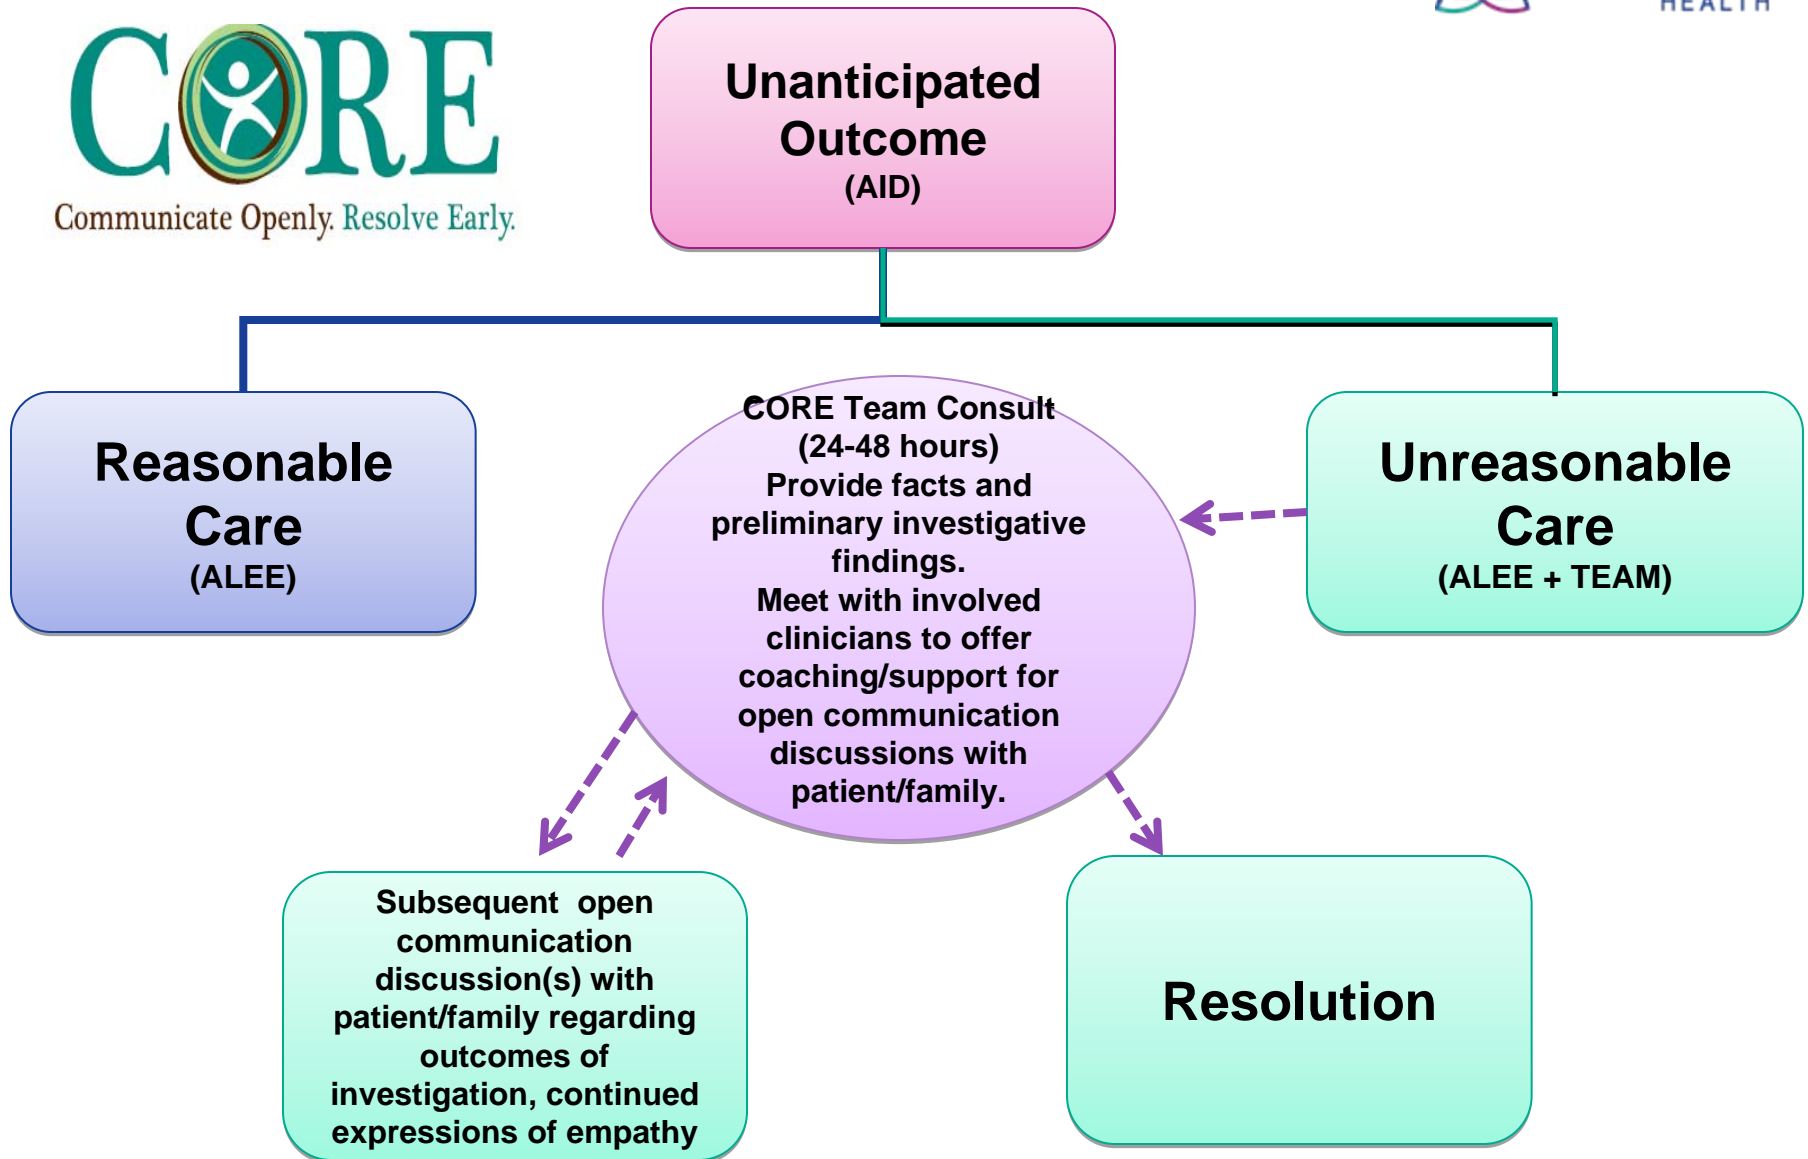 CORE
Communicate Openly. Resolve Early.
HEALTH
Unanticipated
Outcome
(AID)
Reasonable
Care
(ALEE)
CORE Team Consult
(24-48 hours)
Provide facts and
preliminary investigative
findings.
Meet with involved
clinicians to offer
coaching/support for
open communication
discussions with
patient/family.
Unreasonable
Care
(ALEE + TEAM)
Subsequent open
communication
discussion(s) with
patient/family regarding
outcomes of
investigation, continued
expressions of empathy
Resolution